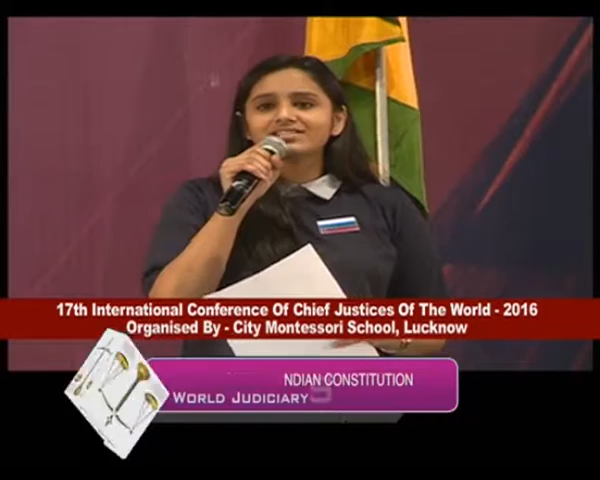 17th International Conference Of Chief Justices Of The World - 2016
Organised By - City Montessori School, Lucknow
NDIAN CONSTITUTION
WORLD JUDICIARY